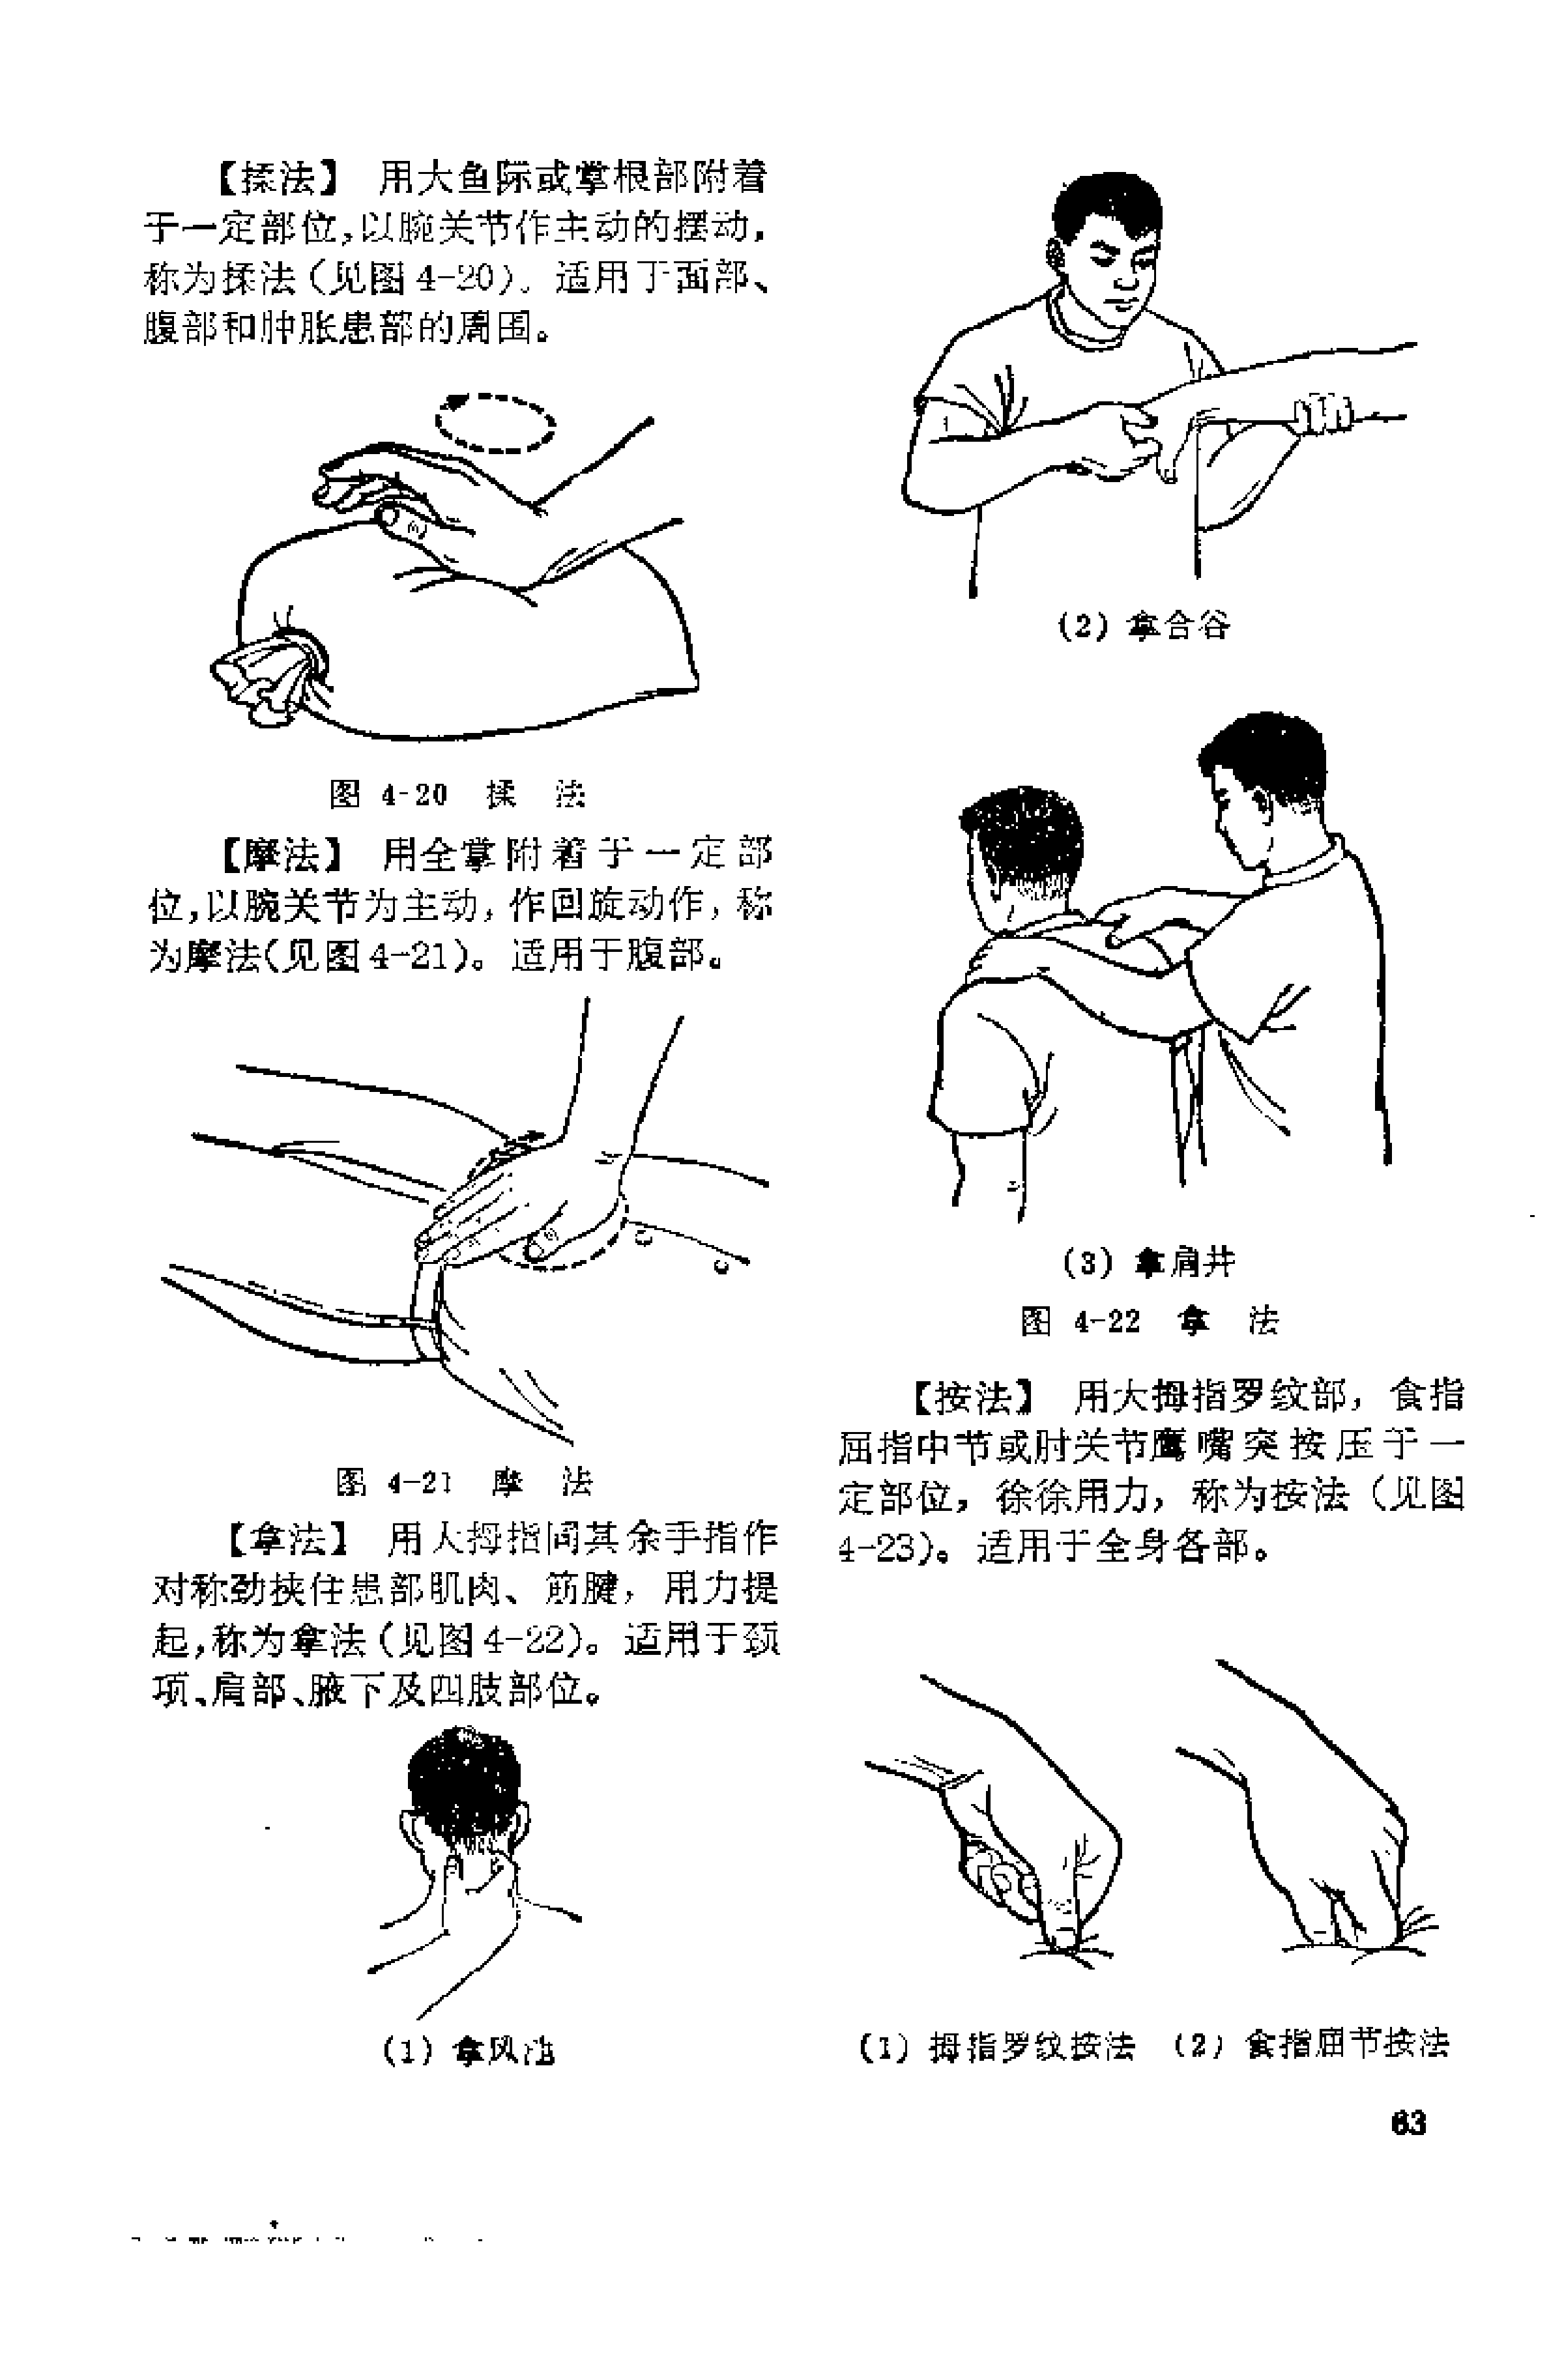 【揉法】 用大鱼际或掌根部附着
于一定部位，以腕关节作主动的摆动，
称为揉法（见图4-20）。适用于面部、
腹部和肿胀患部的周围。
图 4-20 揉 法
【摩法】 用全掌附着于一定部
位，以腕关节为主动，作回旋动作，称
为摩法（见图4-21）。适用于腹部。
图 4-21 摩 法
【拿法】 用大拇指同其余手指作
对称劲挟住患部肌肉、筋腱，用力提
起，称为拿法（见图4-22）。适用于颈
项、肩部、腋下及四肢部位。
（1）拿风池
（2）拿合谷
（3）拿肩井
图 4-22 拿 法
【按法】 用大拇指罗纹部，食指
屈指中节或肘关节鹰嘴突按压于一
定部位，徐徐用力，称为按法（见图
4-23）。适用于全身各部。
（1）拇指罗纹按法 （2）食指屈节按法
63